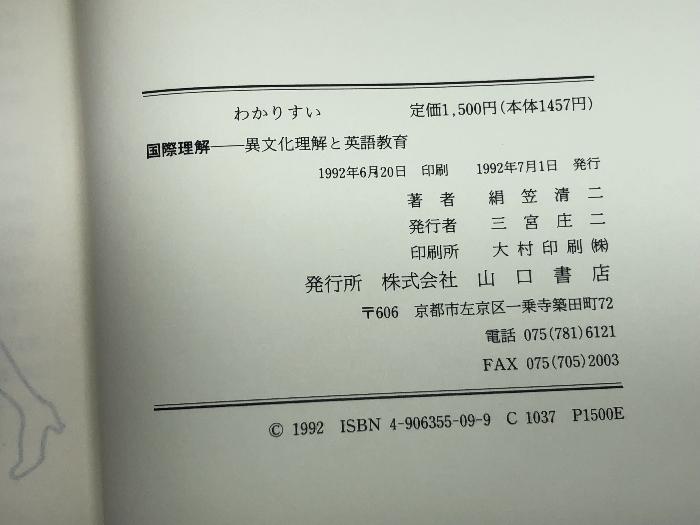 わかりすい 定価1,500円(本体1457円)
国際理解――異文化理解と英語教育
1992年6月20日 印刷 1992年7月1日 発行
著者 絹笠清二
発行者 三宮庄二
印刷所 大村印刷㈱
発行所 株式会社 山口書店
〒606 京都市左京区一乗寺築田町72
電話 075(781)6121
FAX 075(705)2003
© 1992 ISBN 4-906355-09-9 C 1037 P1500E